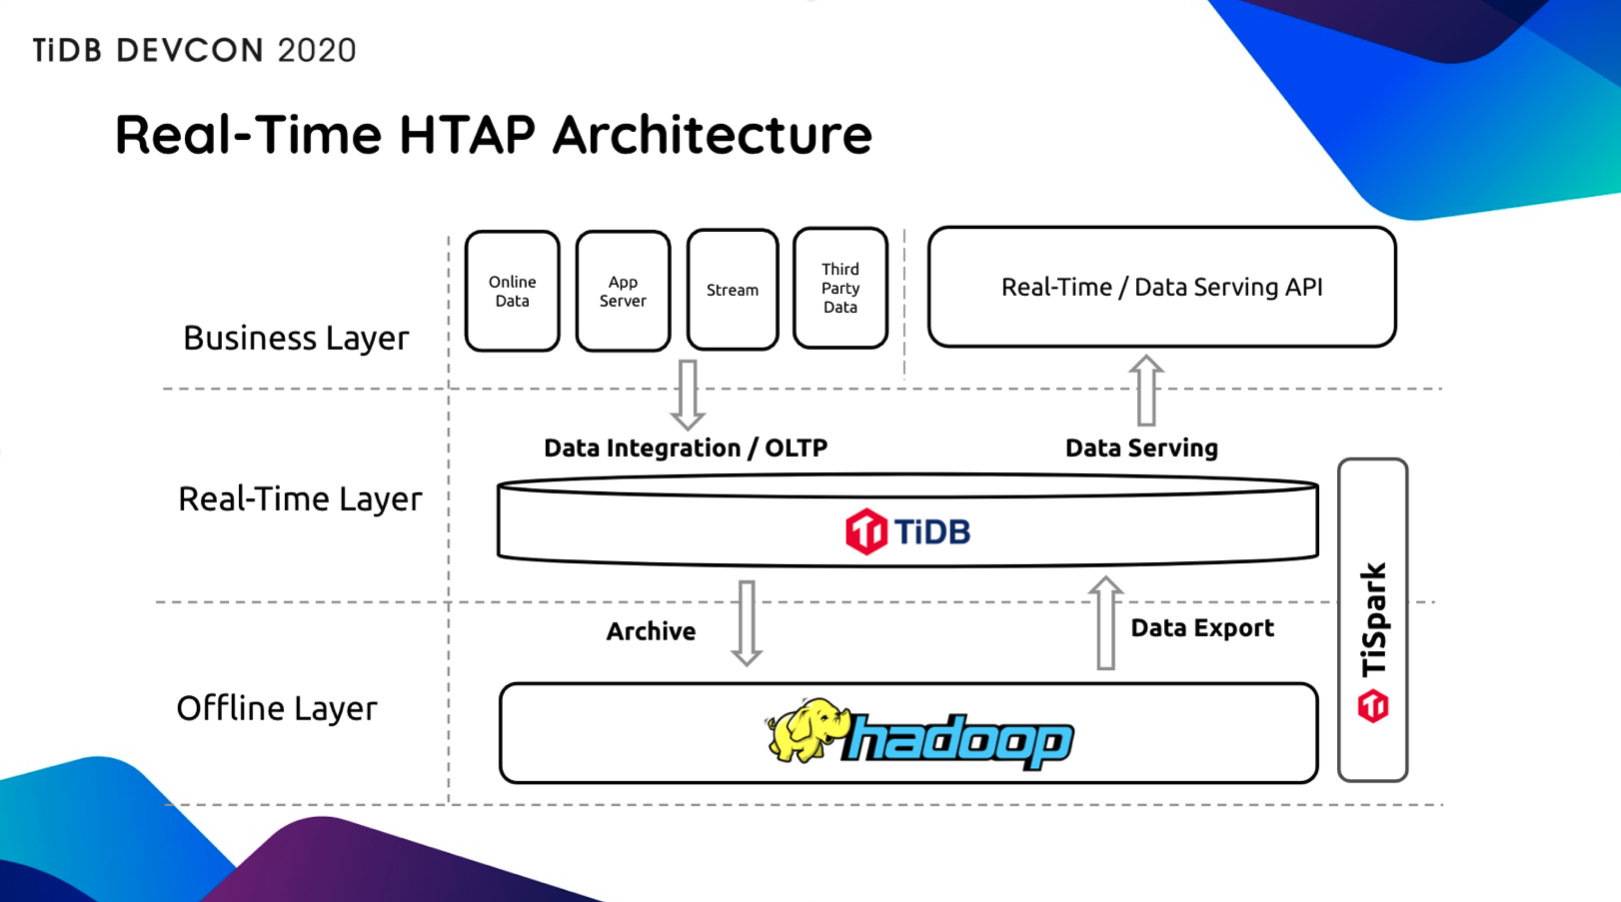 TiDB DEVCON 2020
Real-Time HTAP Architecture
Business Layer
Online
Data
App
Server
Stream
Third
Party
Data
Real-Time / Data Serving API
Data Integration / OLTP
Data Serving
Real-Time Layer
TiDB
TiSpark
Archive
Data Export
Offline Layer
hadoop